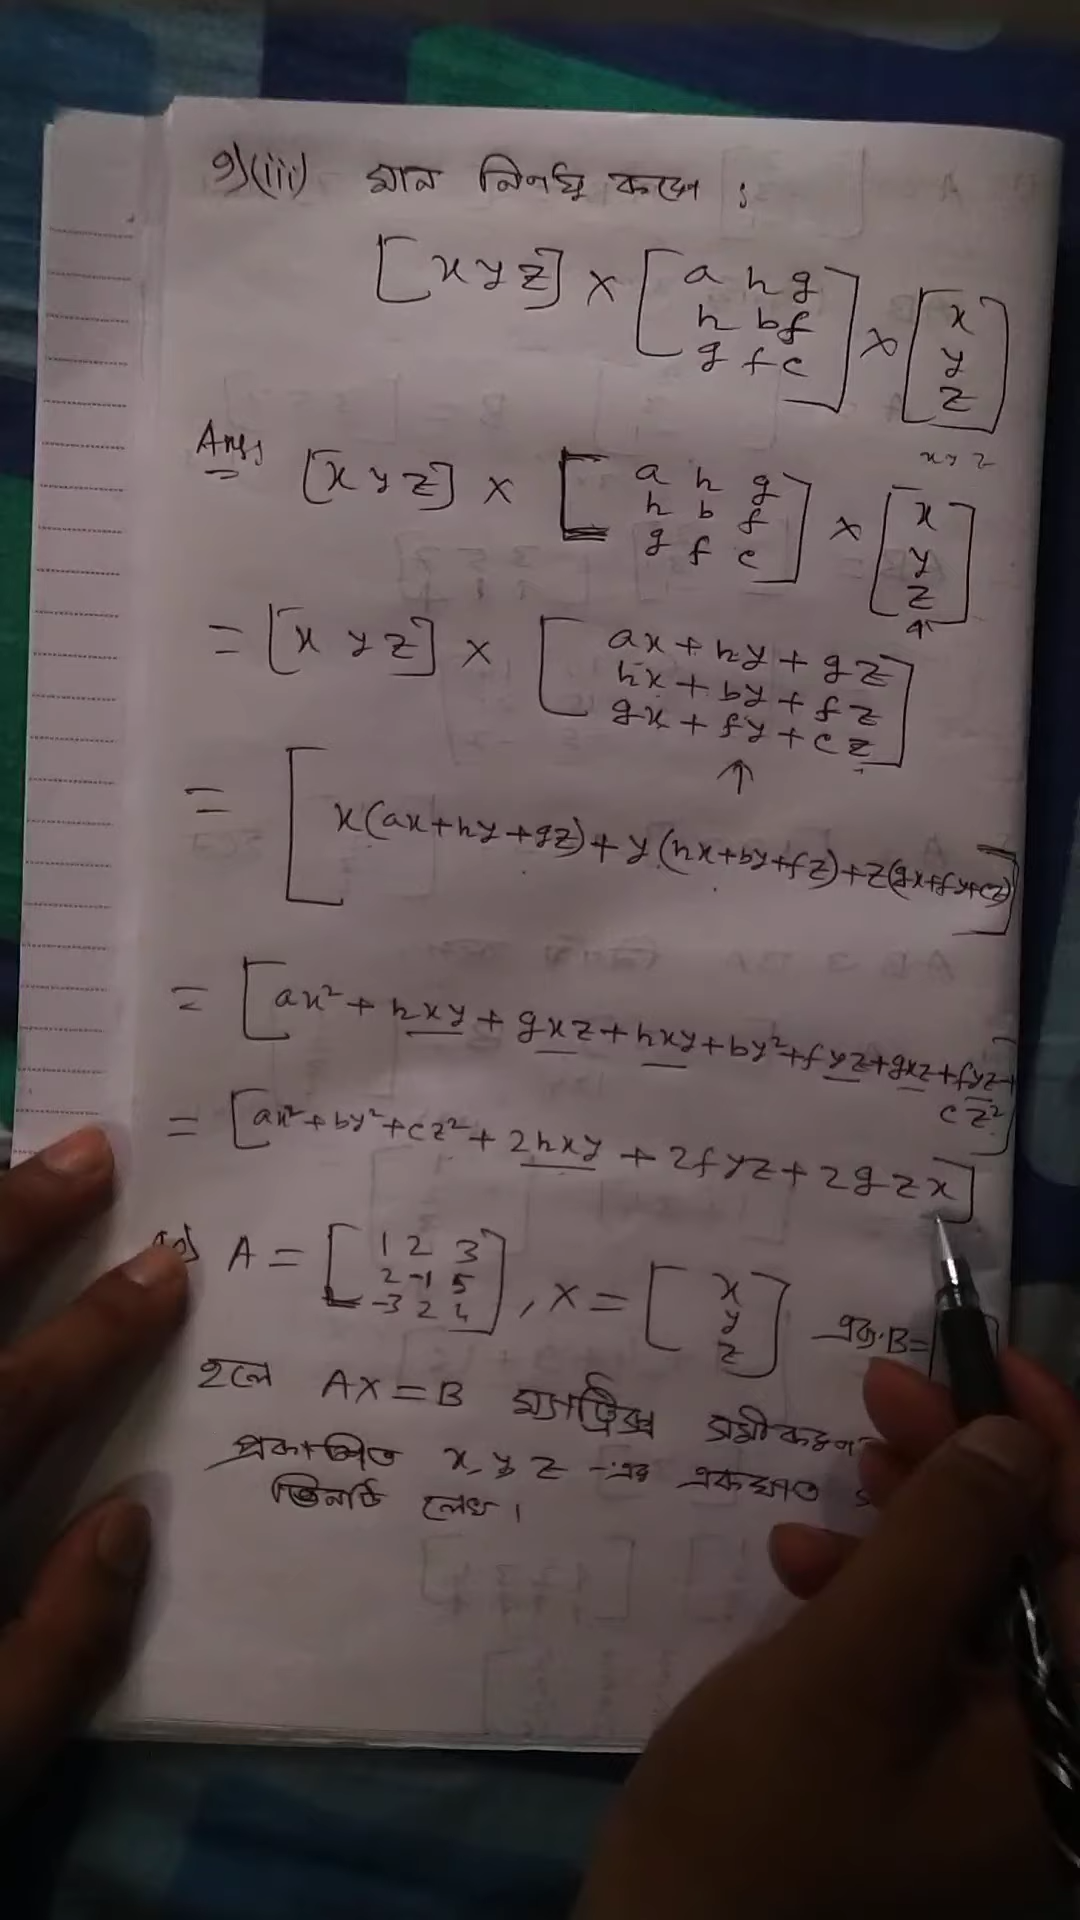 ৭)(iii) মান নির্ণয় করো :
[x y z] × [a h g
h b f
g f c] × [x
y
z]
x y z
Ans [x y z] × [a h g
h b f
g f c] × [x
y
z]
= [x y z] × [ax + hy + gz
hx + by + fz
gx + fy + cz]
↑
= [x(ax+hy+gz) + y(hx+by+fz) + z(gx+fy+cz)]
= [ax² + hxy + gxz + hxy + by² + fyz + gxz + fyz +
cz²]
= [ax² + by² + cz² + 2hxy + 2fyz + 2gzx]
A = [1 2 3
2 -1 5
-3 2 4], X = [x
y
z] এবং B =
হলে AX = B ম্যাট্রিক্স সমীকরণ
প্রকাশিত x, y, z -এর একঘাত
তিনটি লেখ।